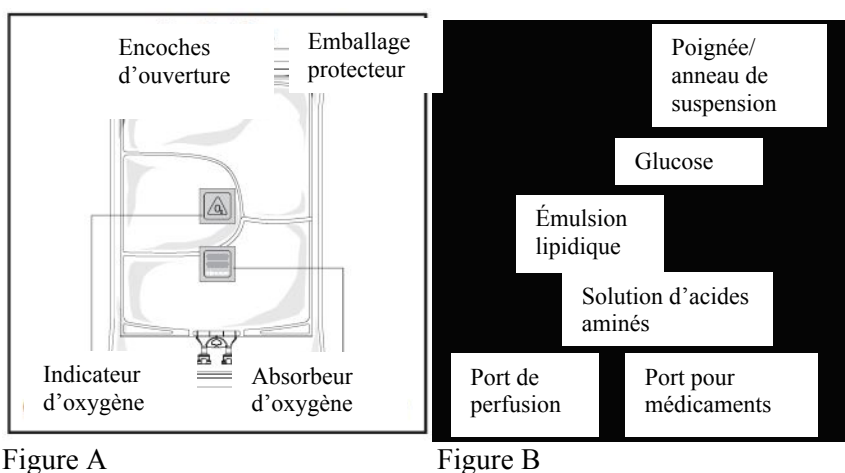 Encoches
d’ouverture
Emballage
protecteur
Indicateur
d’oxygène
Absorbeur
d’oxygène
Figure A
Poignée/
anneau de
suspension
Glucose
Émulsion
lipidique
Solution d’acides
aminés
Port de
perfusion
Port pour
médicaments
Figure B